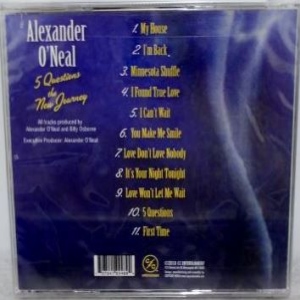 Alexander
O'Neal
5 Questions
the
New Journey
All tracks produced by
Alexander O'Neal and Billy Osborne
Executive Producer: Alexander O'Neal
1. My House
2. I'm Back
3. Minnesota Shuffle
4. I Found True Love
5. I Can't Wait
6. You Make Me Smile
7. Love Don't Love Nobody
8. It's Your Night Tonight
9. Love Won't Let Me Wait
10. 5 Questions
11. First Time